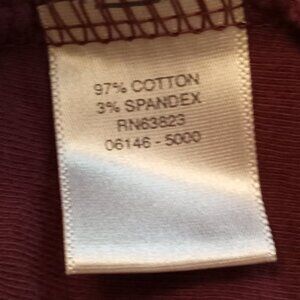 97% COTTON
3% SPANDEX
RN63823
06146 - 5000